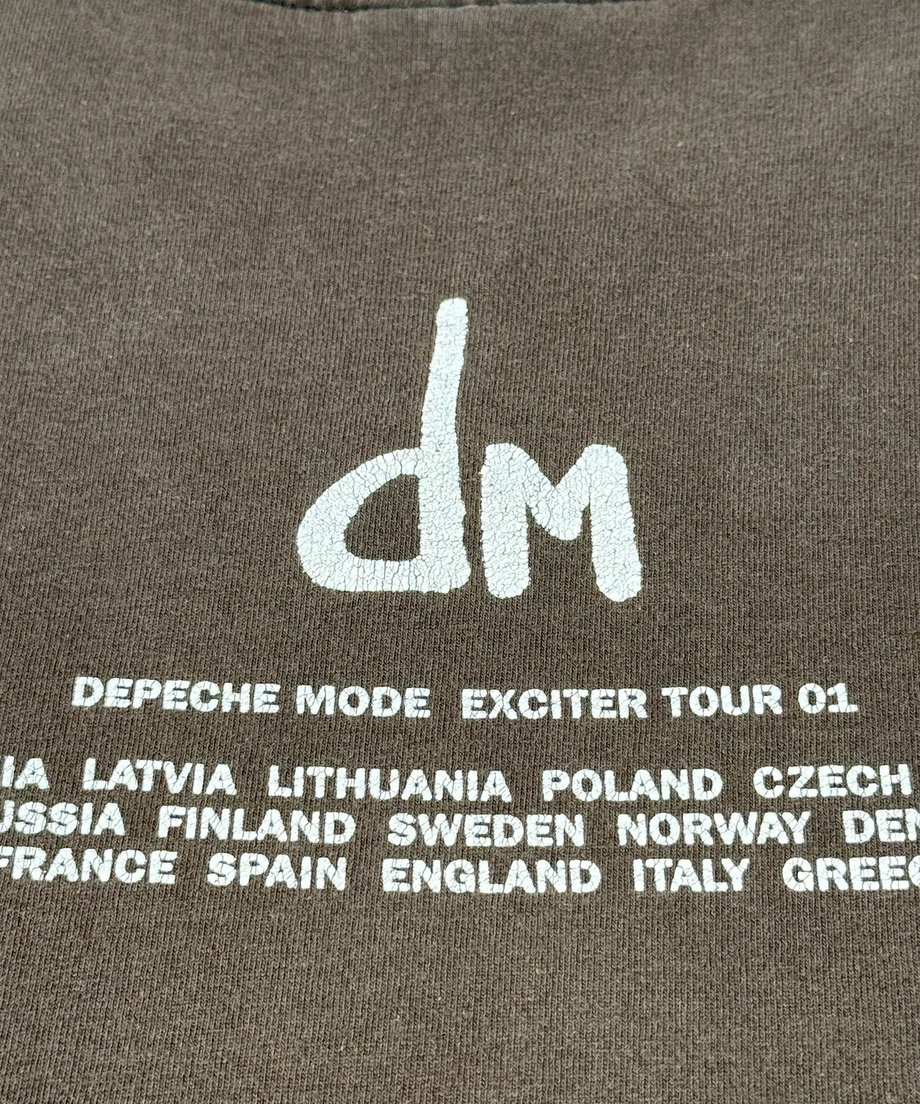 dM
DEPECHE MODE EXCITER TOUR 01
LATVIA LITHUANIA POLAND CZECH
FINLAND SWEDEN NORWAY
FRANCE SPAIN ENGLAND ITALY